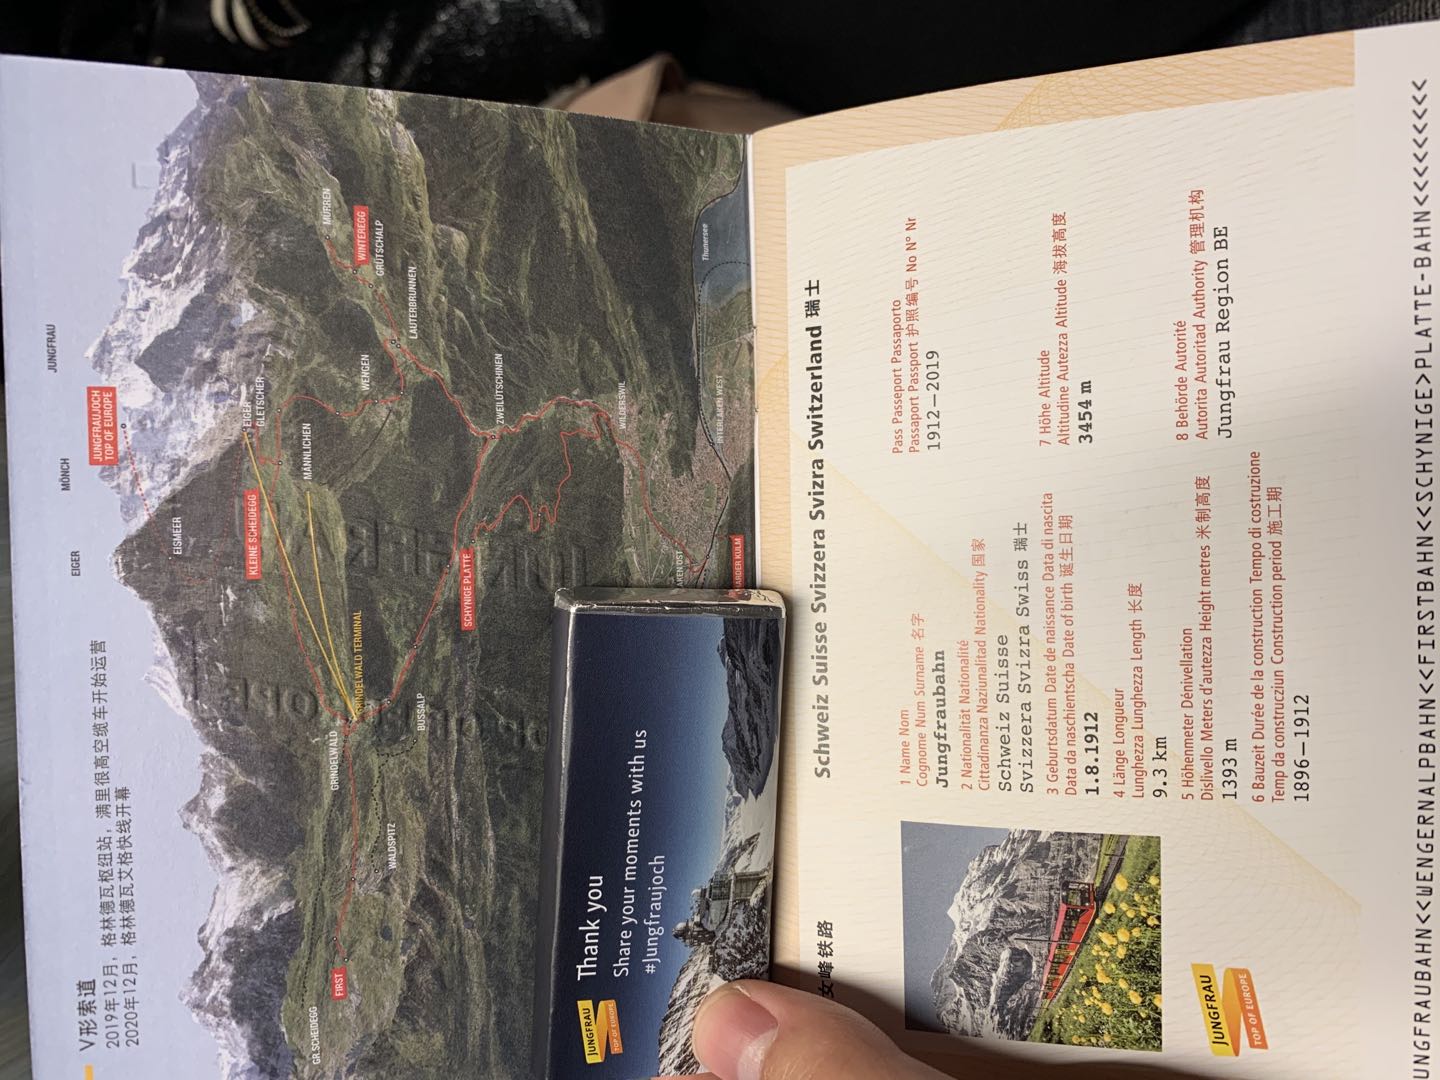 V形索道
2019年12月，格林德瓦枢纽站，满里很高空缆车开始运营
2020年12月，格林德瓦艾格快线开幕
EIGER
MÖNCH
JUNGFRAU
JUNGFRAUJOCH
TOP OF EUROPE
EISMEER
KLEINE SCHEIDEGG
EIGER
GLETSCHER
MÄNNLICHEN
GR.SCHEIDEGG
FIRST
GRINDELWALD
GRINDELWALD TERMINAL
WALDSPITZ
BUSSALP
MÜRREN
WINTEREGG
GRÜTSCHALP
WENGEN
LAUTERBRUNNEN
SCHYNIGE PLATTE
ZWEILÜTSCHINEN
WILDERSWIL
AKEN OST
INTERLAKEN WEST
Thunersee
HARDER KULM
JUNGFRAU
TOP OF EUROPE
Thank you
Share your moments with us
#Jungfraujoch
女峰铁路
Schweiz Suisse Svizzera Svizra Switzerland 瑞士
1 Name Nom
Cognome Num Surname 名字
Jungfraubahn
2 Nationalität Nationalité
Cittadinanza Naziunalitad Nationality 国家
Schweiz Suisse
Svizzera Svizra Swiss 瑞士
3 Geburtsdatum Date de naissance Data di nascita
Data da naschientscha Date of birth 诞生日期
1.8.1912
4 Länge Longueur
Lunghezza Lunghezza Length 长度
9.3 km
5 Höhenmeter Dénivellation
Dislivello Meters d'autezza Height metres 米制高度
1393 m
6 Bauzeit Durée de la construction Tempo di costruzione
Temp da construcziun Construction period 施工期
1896–1912
Pass Passeport Passaporto
Passaport Passport 护照编号 No N° Nr
1912–2019
7 Höhe Altitude
Altitudine Autezza Altitude 海拔高度
3454 m
8 Behörde Autorité
Autorita Autoritad Authority 管理机构
Jungfrau Region BE
JUNGFRAU
TOP OF EUROPE
UNGFRAUBAHN<<WENGERNALPBAHN<<FIRSTBAHN<<SCHYNIGE>PLATTE-BAHN<<<<<<<<<